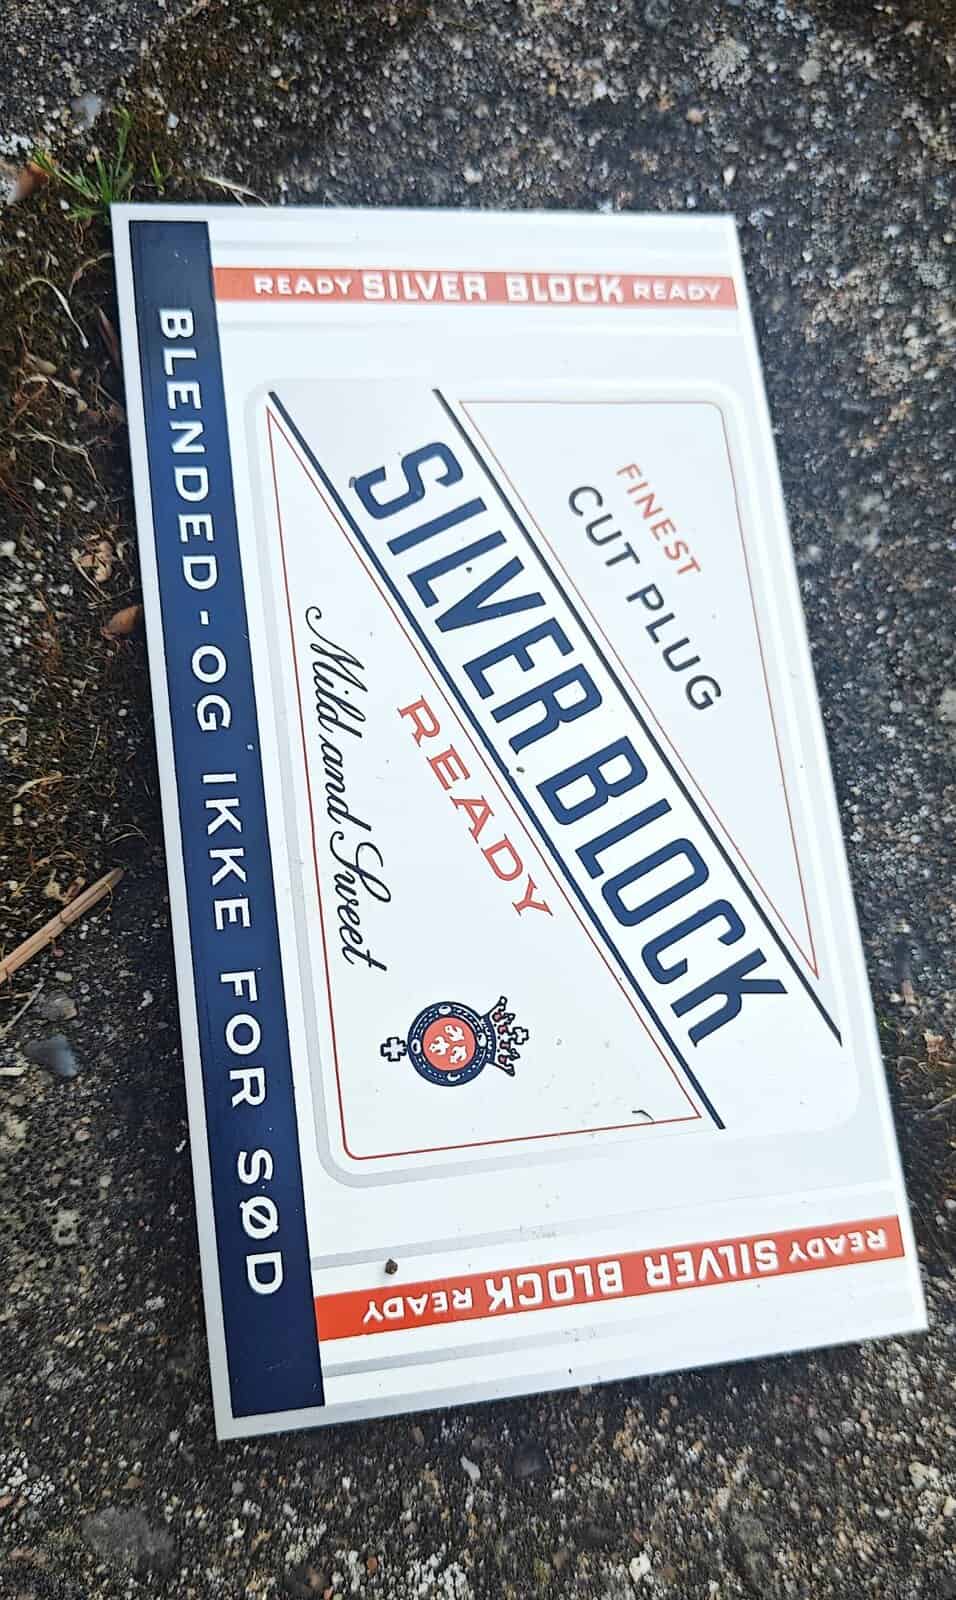 READY SILVER BLOCK READY
FINEST
CUT PLUG
SILVER BLOCK
READY
Mild and Sweet
READY SILVER BLOCK READY
BLENDED-OG IKKE FOR SØD